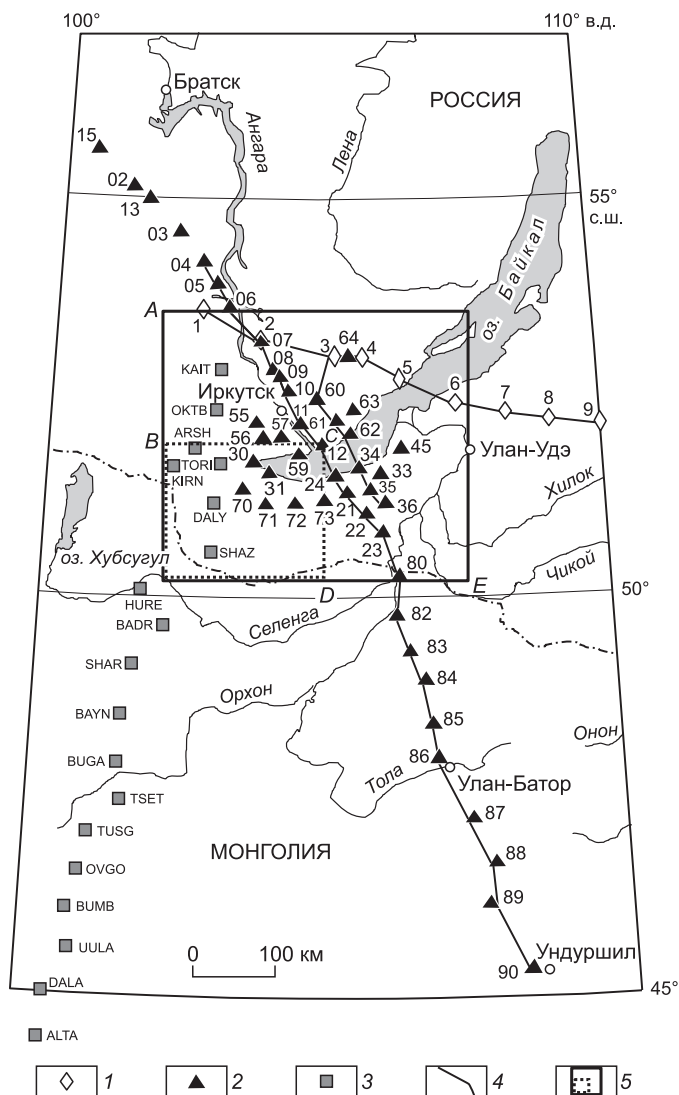 100° 110° в.д.
Братск
РОССИЯ
Ангара
Лена
15
02
13
55°
с.ш.
03
04
05
06
оз. Байкал
A
1
2
07
3
64
4
08
5
KAIT
09
10
60
6
7
8
9
Иркутск
OKTB
11
63
55
57
61
62
ARSH
56
C
12
45
B
Улан-Удэ
TORI
30
59
34
33
KIRN
31
24
35
Хилок
DALY
70
71
72
73
21
36
22
SHAZ
23
оз. Хубсугул
80
Чикой
D
E
50°
HURE
Селенга
82
BADR
83
SHAR
84
Орхон
BAYN
85
Онон
86
BUGA
Тола
Улан-Батор
TSET
87
TUSG
МОНГОЛИЯ
88
OVGO
89
BUMB
UULA
0 100 км
Ундуршил
90
DALA
45°
ALTA
1 2 3 4 5